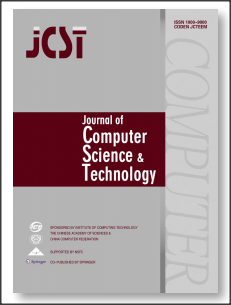 JCST
ISSN 1000-9000
CODEN JCTEEM
COMPUTER
Journal of
Computer
Science &
Technology
SPONSORED BY INSTITUTE OF COMPUTING TECHNOLOGY
THE CHINESE ACADEMY OF SCIENCES &
CHINA COMPUTER FEDERATION
SUPPORTED BY NSFC
Springer
CO-PUBLISHED BY SPRINGER